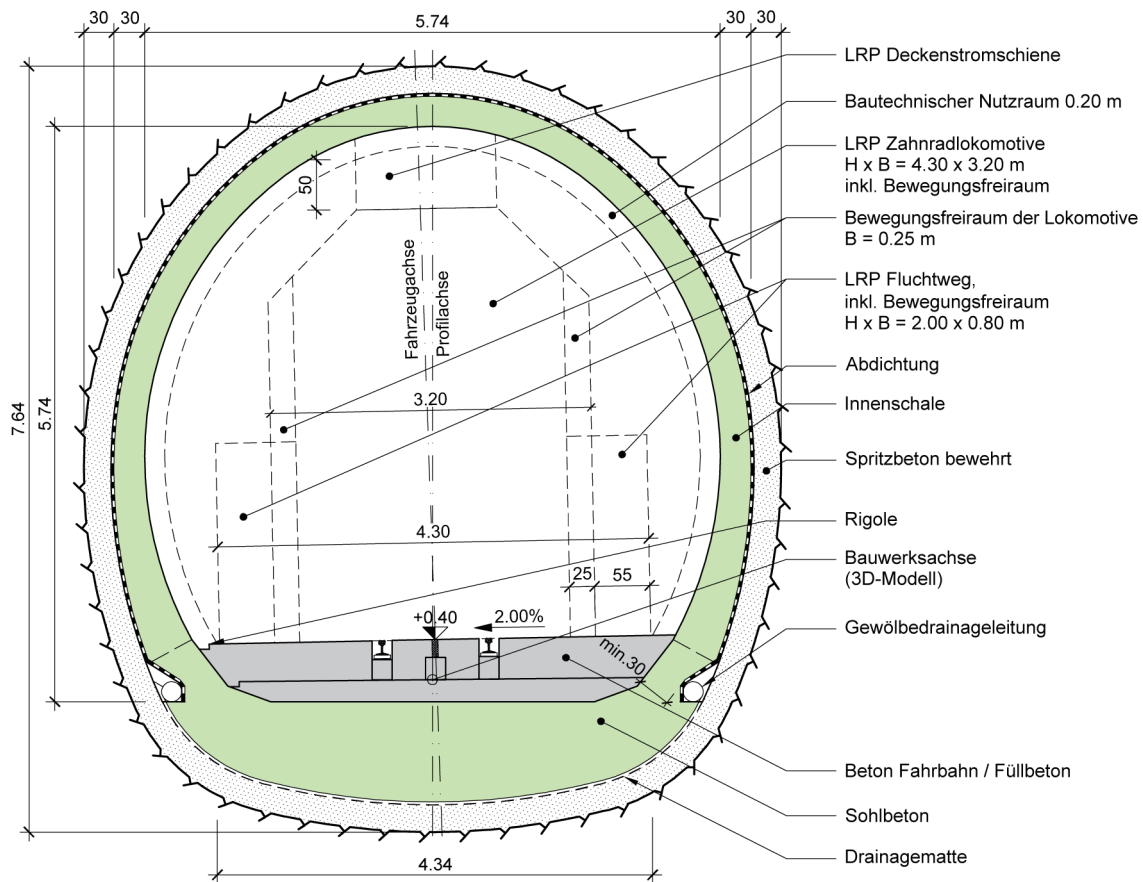 30 30 5.74 30 30
LRP Deckenstromschiene
Bautechnischer Nutzraum 0.20 m
LRP Zahnradlokomotive
H x B = 4.30 x 3.20 m
inkl. Bewegungsfreiraum
50
Bewegungsfreiraum der Lokomotive
B = 0.25 m
Fahrzeugachse
Profilachse
LRP Fluchtweg,
inkl. Bewegungsfreiraum
H x B = 2.00 x 0.80 m
Abdichtung
3.20
Innenschale
7.64
5.74
Spritzbeton bewehrt
Rigole
4.30
Bauwerksachse
(3D-Modell)
25 55
+0.40
2.00%
Gewölbedrainageleitung
min.30
Beton Fahrbahn / Füllbeton
Sohlbeton
Drainagematte
4.34